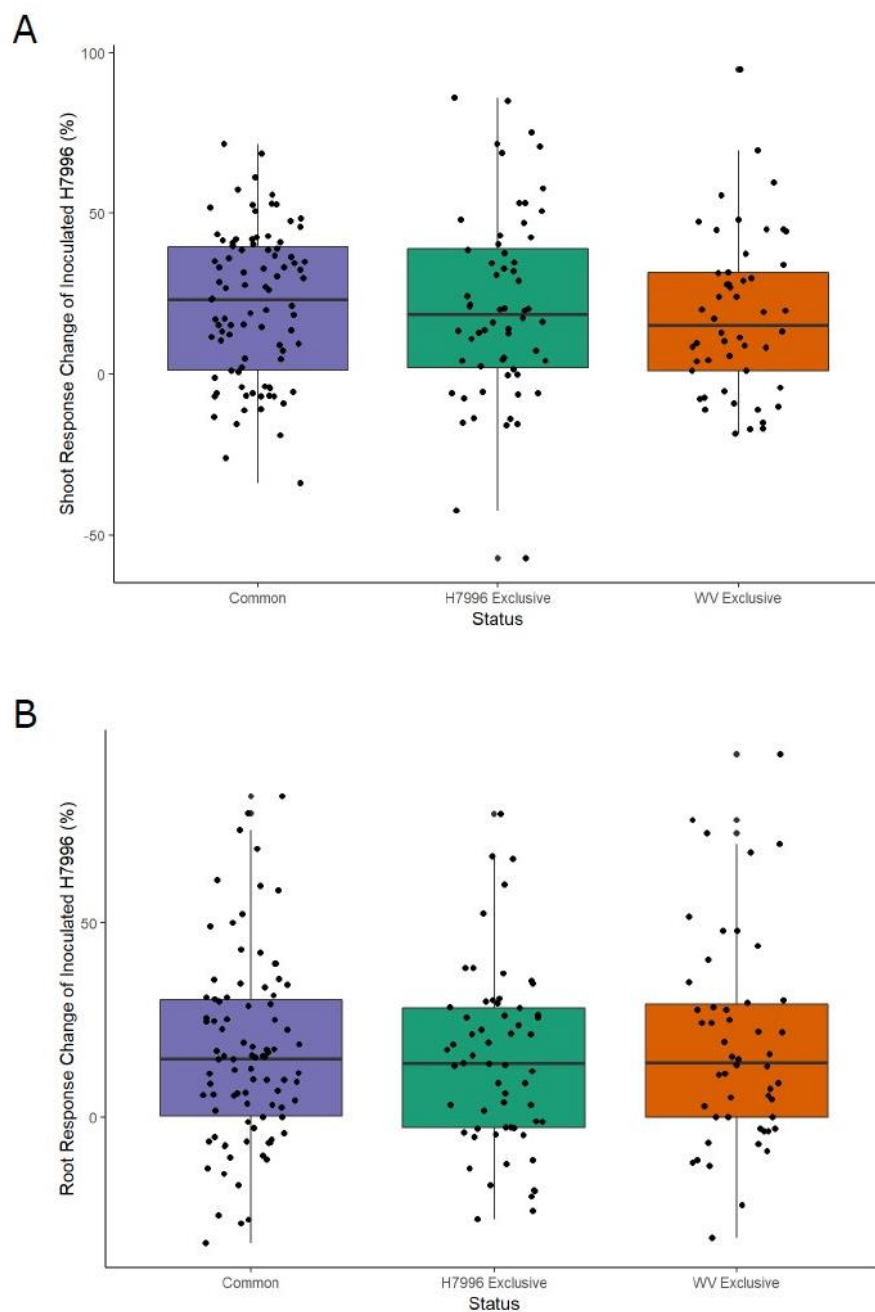 A
Shoot Response Change of Inoculated H7996 (%)
100
50
0
-50
Common H7996 Exclusive WV Exclusive
Status
B
Root Response Change of Inoculated H7996 (%)
50
0
Common H7996 Exclusive WV Exclusive
Status